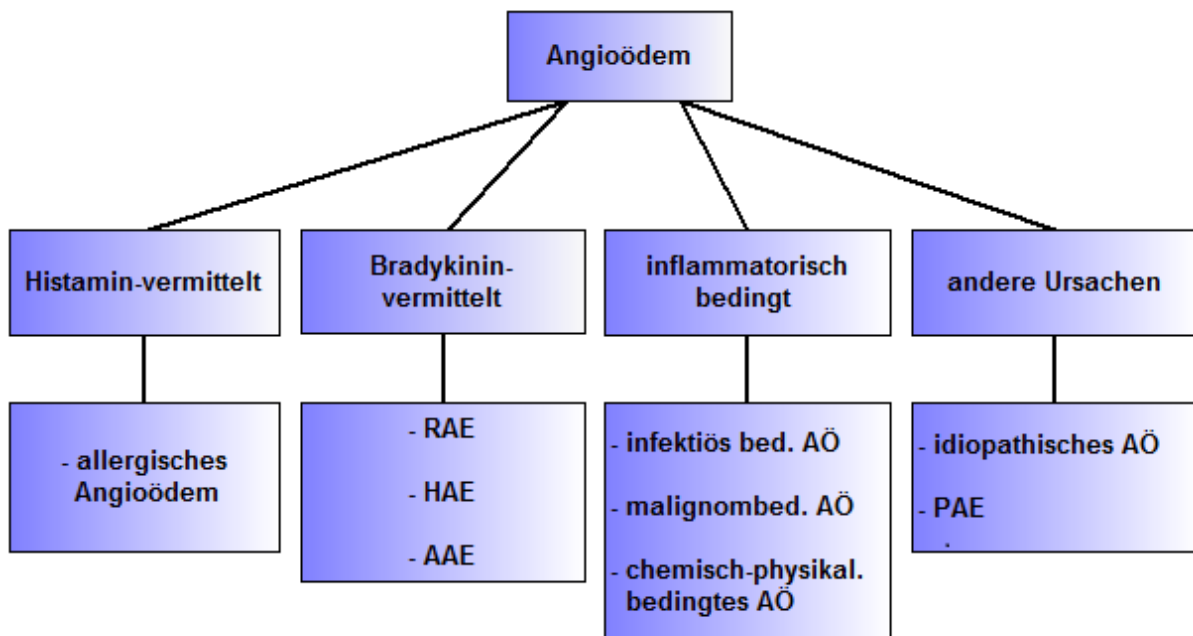 Angioödem
Histamin-vermittelt
Bradykinin-
vermittelt
inflammatorisch
bedingt
andere Ursachen
- allergisches
Angioödem
- RAE
- HAE
- AAE
- infektiös bed. AÖ
- malignombed. AÖ
- chemisch-physikal.
bedingtes AÖ
- idiopathisches AÖ
- PAE
.